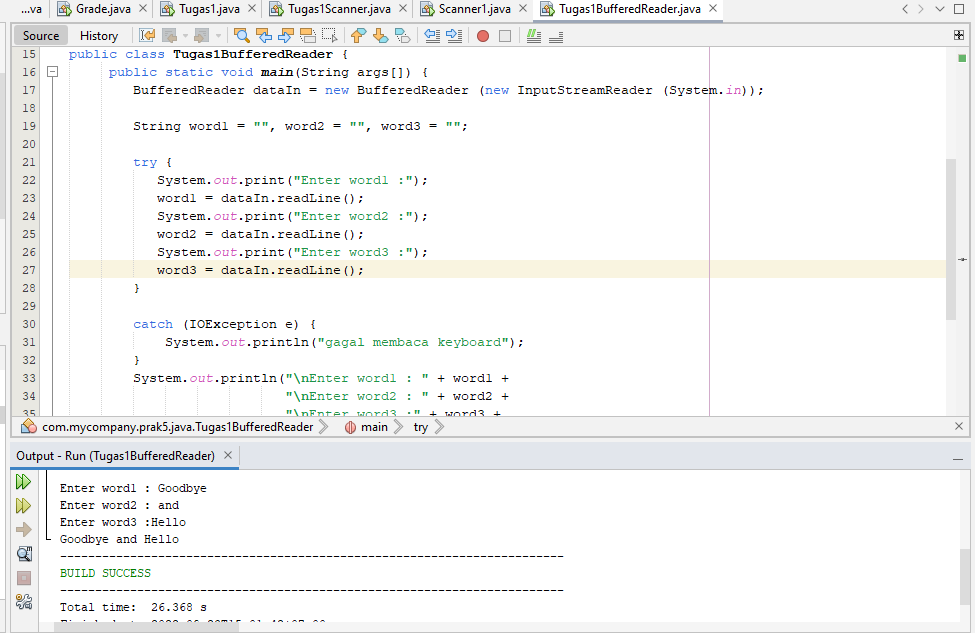 ...va Grade.java Tugas1.java Tugas1Scanner.java Scanner1.java Tugas1BufferedReader.java
Source History
15 public class Tugas1BufferedReader {
16 public static void main(String args[]) {
17 BufferedReader dataIn = new BufferedReader (new InputStreamReader (System.in));
18
19 String word1 = "", word2 = "", word3 = "";
20
21 try {
22 System.out.print("Enter word1 :");
23 word1 = dataIn.readLine();
24 System.out.print("Enter word2 :");
25 word2 = dataIn.readLine();
26 System.out.print("Enter word3 :");
27 word3 = dataIn.readLine();
28 }
29
30 catch (IOException e) {
31 System.out.println("gagal membaca keyboard");
32 }
33 System.out.println("\nEnter word1 : " + word1 +
34 "\nEnter word2 : " + word2 +
35 "\nEnter word3 :" + word3 +
com.mycompany.prak5.java.Tugas1BufferedReader main try
Output - Run (Tugas1BufferedReader)
Enter word1 : Goodbye
Enter word2 : and
Enter word3 :Hello
Goodbye and Hello
------------------------------------------------------------------------
BUILD SUCCESS
------------------------------------------------------------------------
Total time: 26.368 s